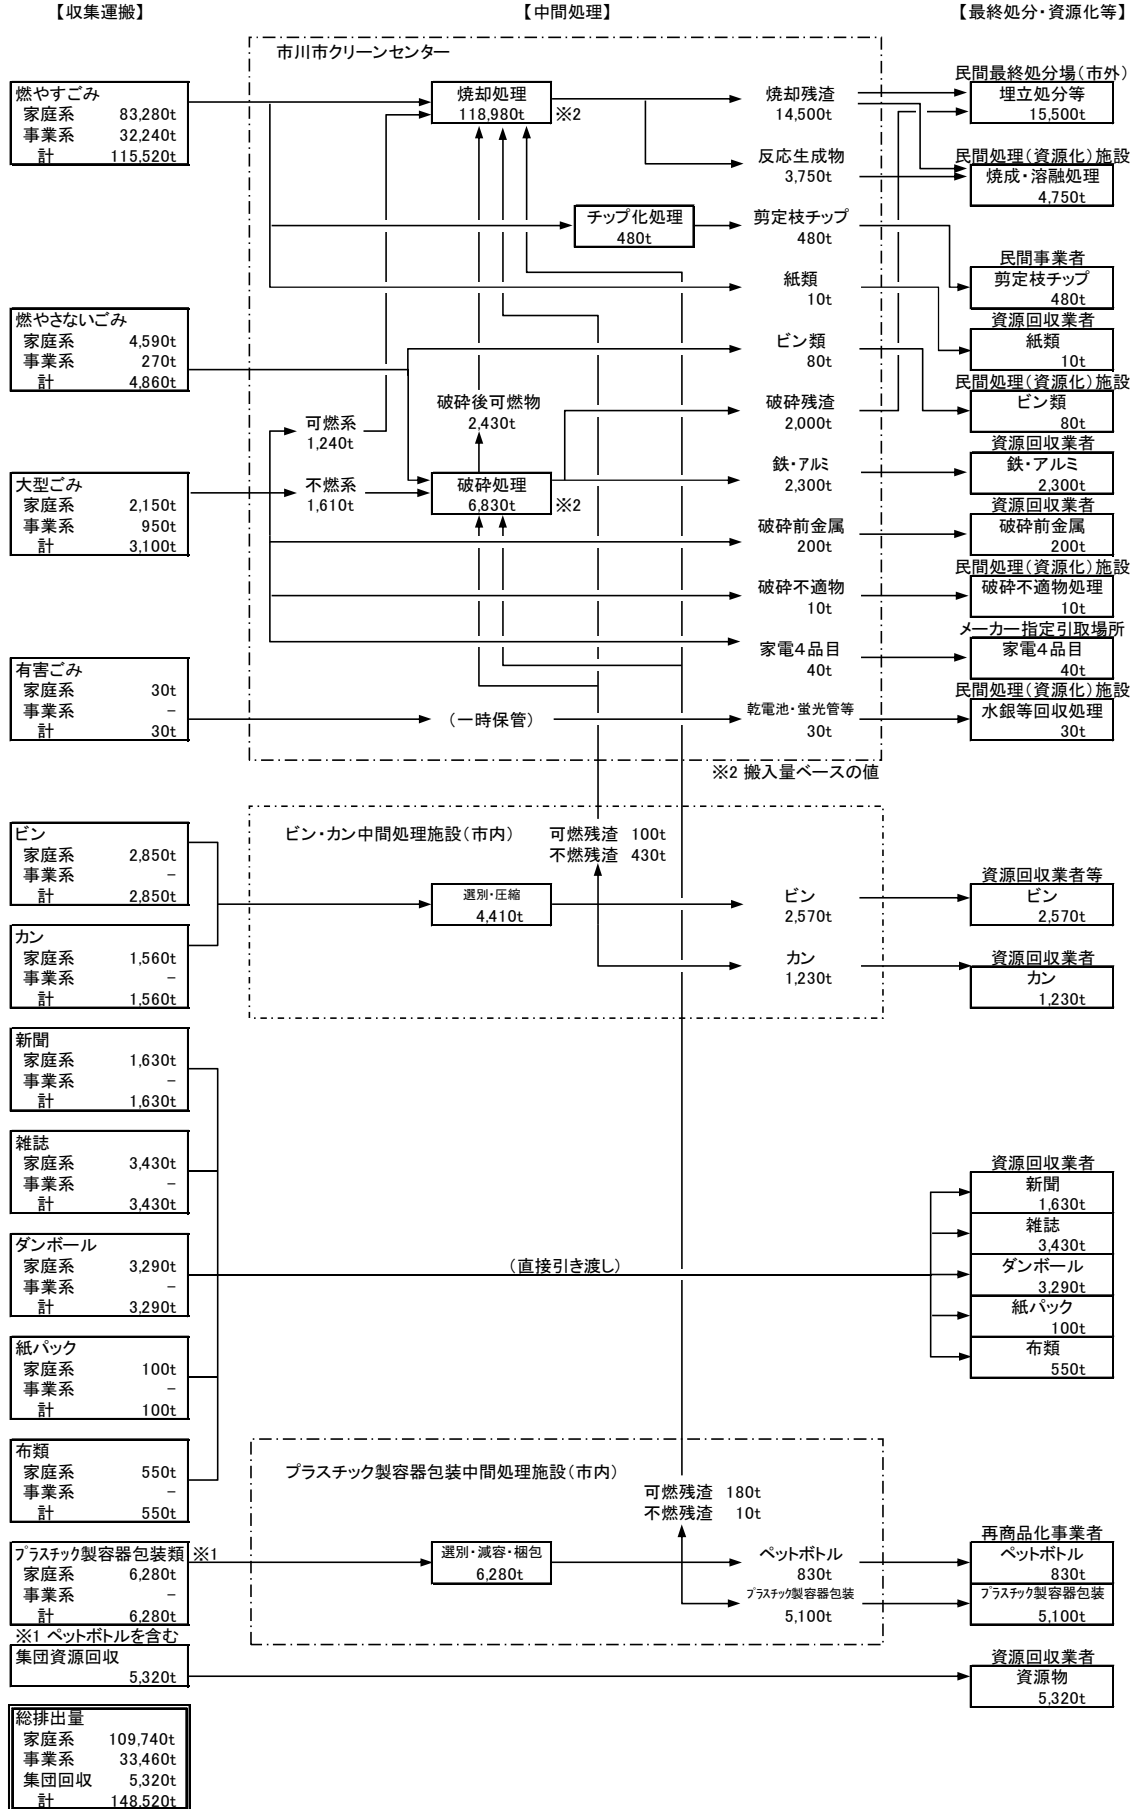 【収集運搬】
【中間処理】
【最終処分・資源化等】
市川市クリーンセンター
燃やすごみ
家庭系 83,280t
事業系 32,240t
計 115,520t
焼却処理
118,980t
※2
焼却残渣
14,500t
民間最終処分場（市外）
埋立処分等
15,500t
反応生成物
3,750t
民間処理（資源化）施設
焼成・溶融処理
4,750t
チップ化処理
480t
剪定枝チップ
480t
民間事業者
剪定枝チップ
480t
紙類
10t
資源回収業者
紙類
10t
燃やさないごみ
家庭系 4,590t
事業系 270t
計 4,860t
ビン類
80t
民間処理（資源化）施設
ビン類
80t
可燃系
1,240t
破砕後可燃物
2,430t
破砕残渣
2,000t
大型ごみ
家庭系 2,150t
事業系 950t
計 3,100t
不燃系
1,610t
破砕処理
6,830t
※2
鉄・アルミ
2,300t
資源回収業者
鉄・アルミ
2,300t
破砕前金属
200t
資源回収業者
破砕前金属
200t
破砕不適物
10t
民間処理（資源化）施設
破砕不適物処理
10t
家電4品目
40t
メーカー指定引取場所
家電4品目
40t
有害ごみ
家庭系 30t
事業系 －
計 30t
（一時保管）
乾電池・蛍光管等
30t
民間処理（資源化）施設
水銀等回収処理
30t
※2 搬入量ベースの値
ビン・カン中間処理施設（市内）
可燃残渣 100t
不燃残渣 430t
ビン
家庭系 2,850t
事業系 －
計 2,850t
選別・圧縮
4,410t
ビン
2,570t
資源回収業者等
ビン
2,570t
カン
家庭系 1,560t
事業系 －
計 1,560t
カン
1,230t
資源回収業者
カン
1,230t
新聞
家庭系 1,630t
事業系 －
計 1,630t
雑誌
家庭系 3,430t
事業系 －
計 3,430t
ダンボール
家庭系 3,290t
事業系 －
計 3,290t
紙パック
家庭系 100t
事業系 －
計 100t
布類
家庭系 550t
事業系 －
計 550t
（直接引き渡し）
資源回収業者
新聞
1,630t
雑誌
3,430t
ダンボール
3,290t
紙パック
100t
布類
550t
プラスチック製容器包装中間処理施設（市内）
可燃残渣 180t
不燃残渣 10t
プラスチック製容器包装類 ※1
家庭系 6,280t
事業系 －
計 6,280t
※1 ペットボトルを含む
選別・減容・梱包
6,280t
ペットボトル
830t
プラスチック製容器包装
5,100t
再商品化事業者
ペットボトル
830t
プラスチック製容器包装
5,100t
集団資源回収
5,320t
資源回収業者
資源物
5,320t
総排出量
家庭系 109,740t
事業系 33,460t
集団回収 5,320t
計 148,520t